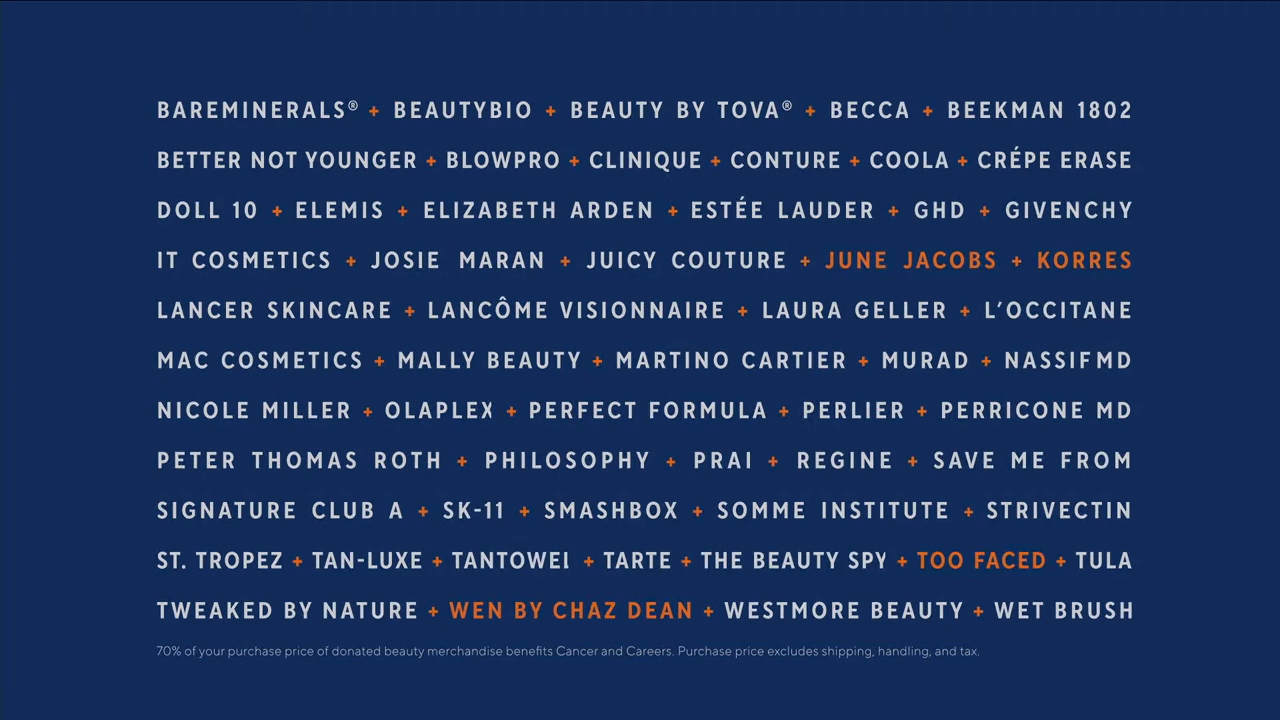 BAREMINERALS® + BEAUTYBIO + BEAUTY BY TOVA® + BECCA + BEEKMAN 1802
BETTER NOT YOUNGER + BLOWPRO + CLINIQUE + CONTURE + COOLA + CRÉPE ERASE
DOLL 10 + ELEMIS + ELIZABETH ARDEN + ESTÉE LAUDER + GHD + GIVENCHY
IT COSMETICS + JOSIE MARAN + JUICY COUTURE + JUNE JACOBS + KORRES
LANCER SKINCARE + LANCÔME VISIONNAIRE + LAURA GELLER + L’OCCITANE
MAC COSMETICS + MALLY BEAUTY + MARTINO CARTIER + MURAD + NASSIFMD
NICOLE MILLER + OLAPLEX + PERFECT FORMULA + PERLIER + PERRICONE MD
PETER THOMAS ROTH + PHILOSOPHY + PRAI + REGINE + SAVE ME FROM
SIGNATURE CLUB A + SK-11 + SMASHBOX + SOMME INSTITUTE + STRIVECTIN
ST. TROPEZ + TAN-LUXE + TANTOWEL + TARTE + THE BEAUTY SPY + TOO FACED + TULA
TWEAKED BY NATURE + WEN BY CHAZ DEAN + WESTMORE BEAUTY + WET BRUSH
70% of your purchase price of donated beauty merchandise benefits Cancer and Careers. Purchase price excludes shipping, handling, and tax.